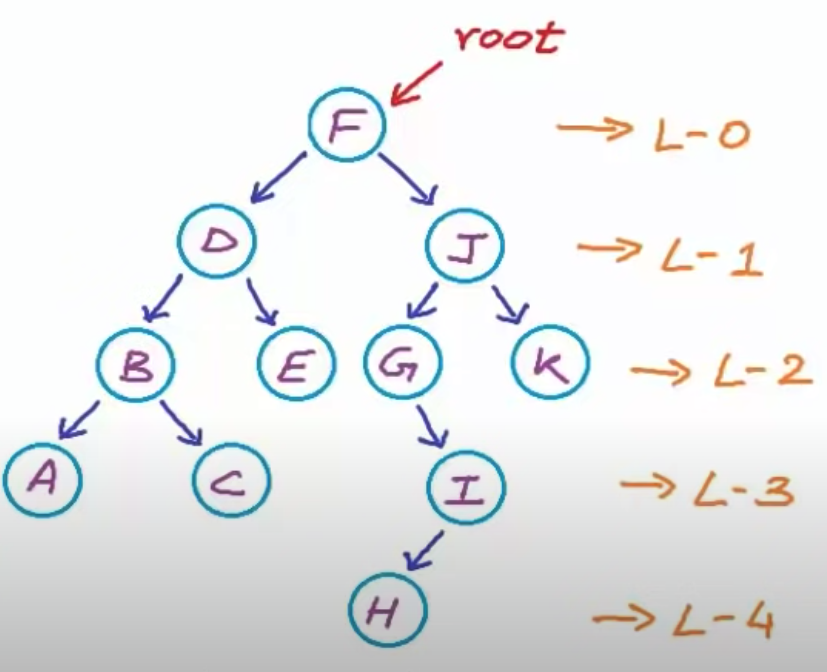 root
F → L-0
D J → L-1
B E G K → L-2
A C I → L-3
H → L-4